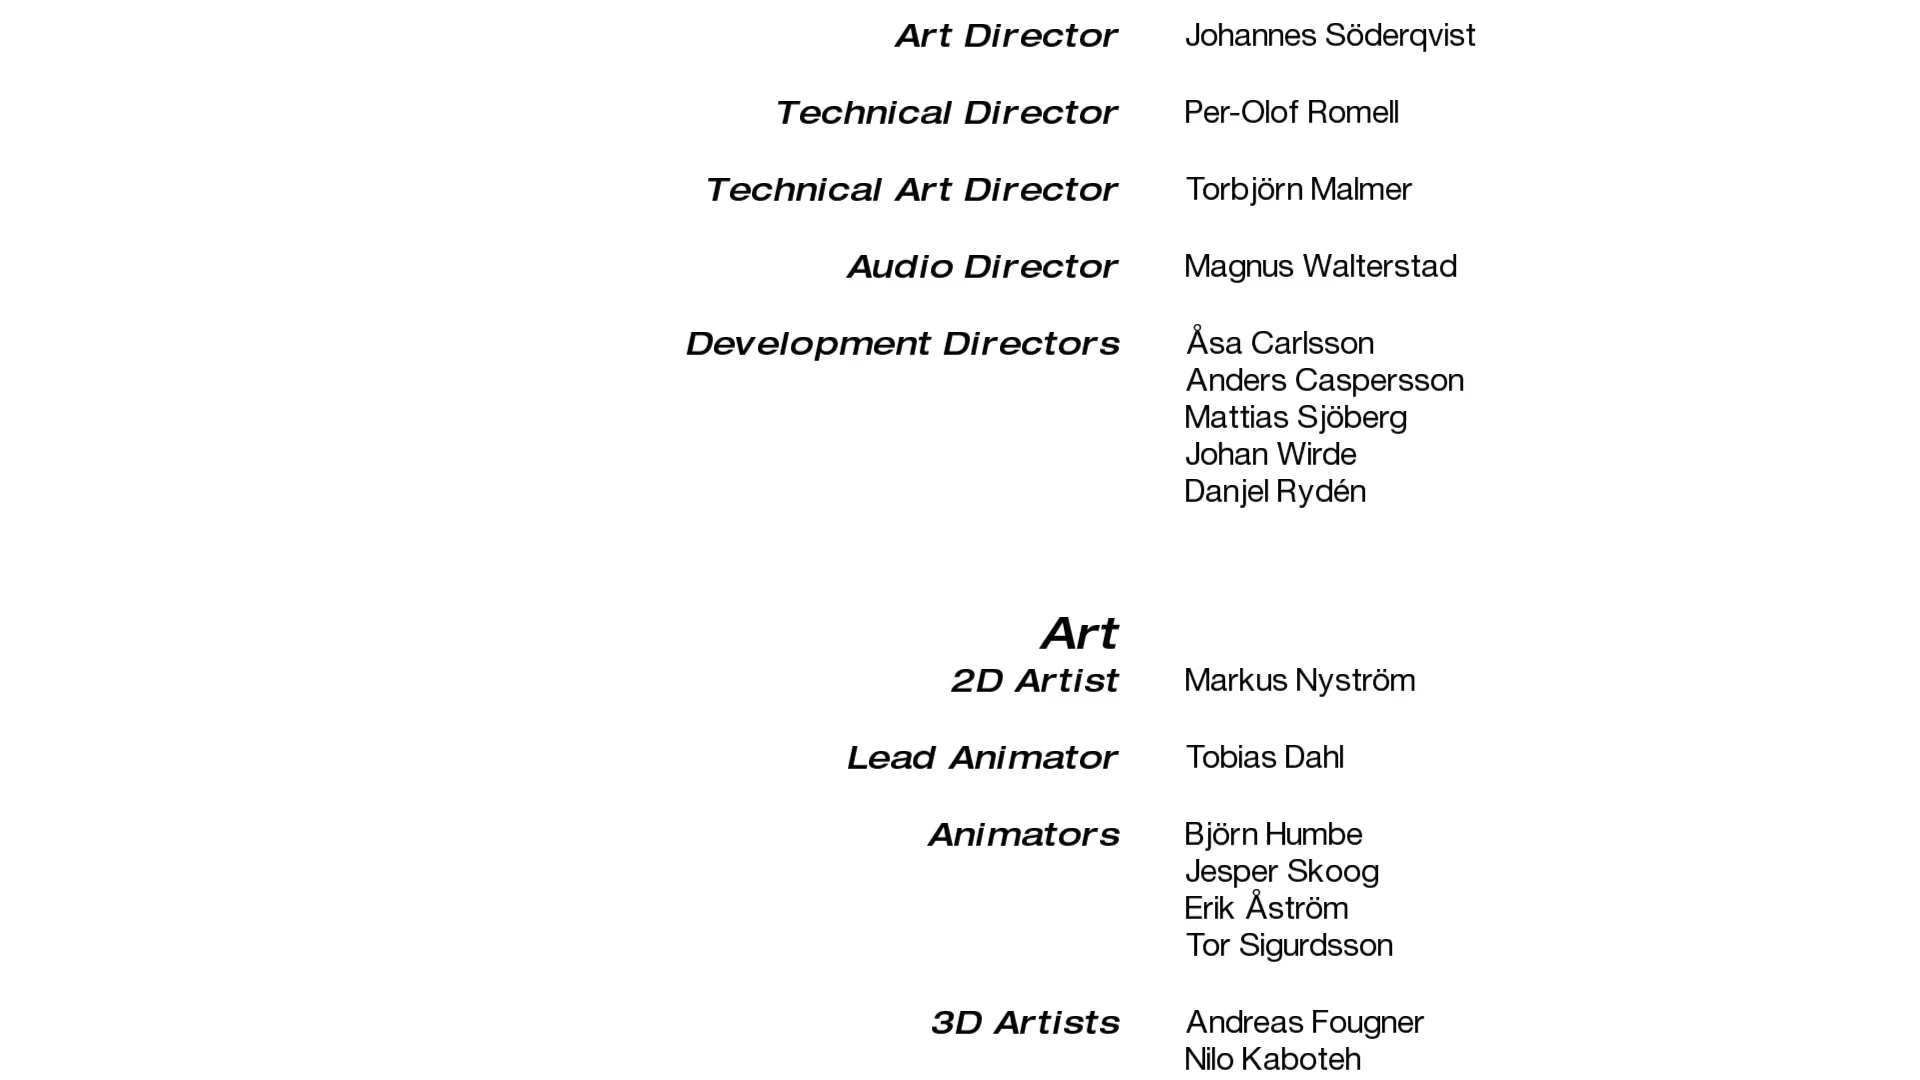 Art Director Johannes Söderqvist
Technical Director Per-Olof Romell
Technical Art Director Torbjörn Malmer
Audio Director Magnus Walterstad
Development Directors Åsa Carlsson
Anders Caspersson
Mattias Sjöberg
Johan Wirde
Danjel Rydén
Art
2D Artist Markus Nyström
Lead Animator Tobias Dahl
Animators Björn Humbe
Jesper Skoog
Erik Åström
Tor Sigurdsson
3D Artists Andreas Fougner
Nilo Kaboteh